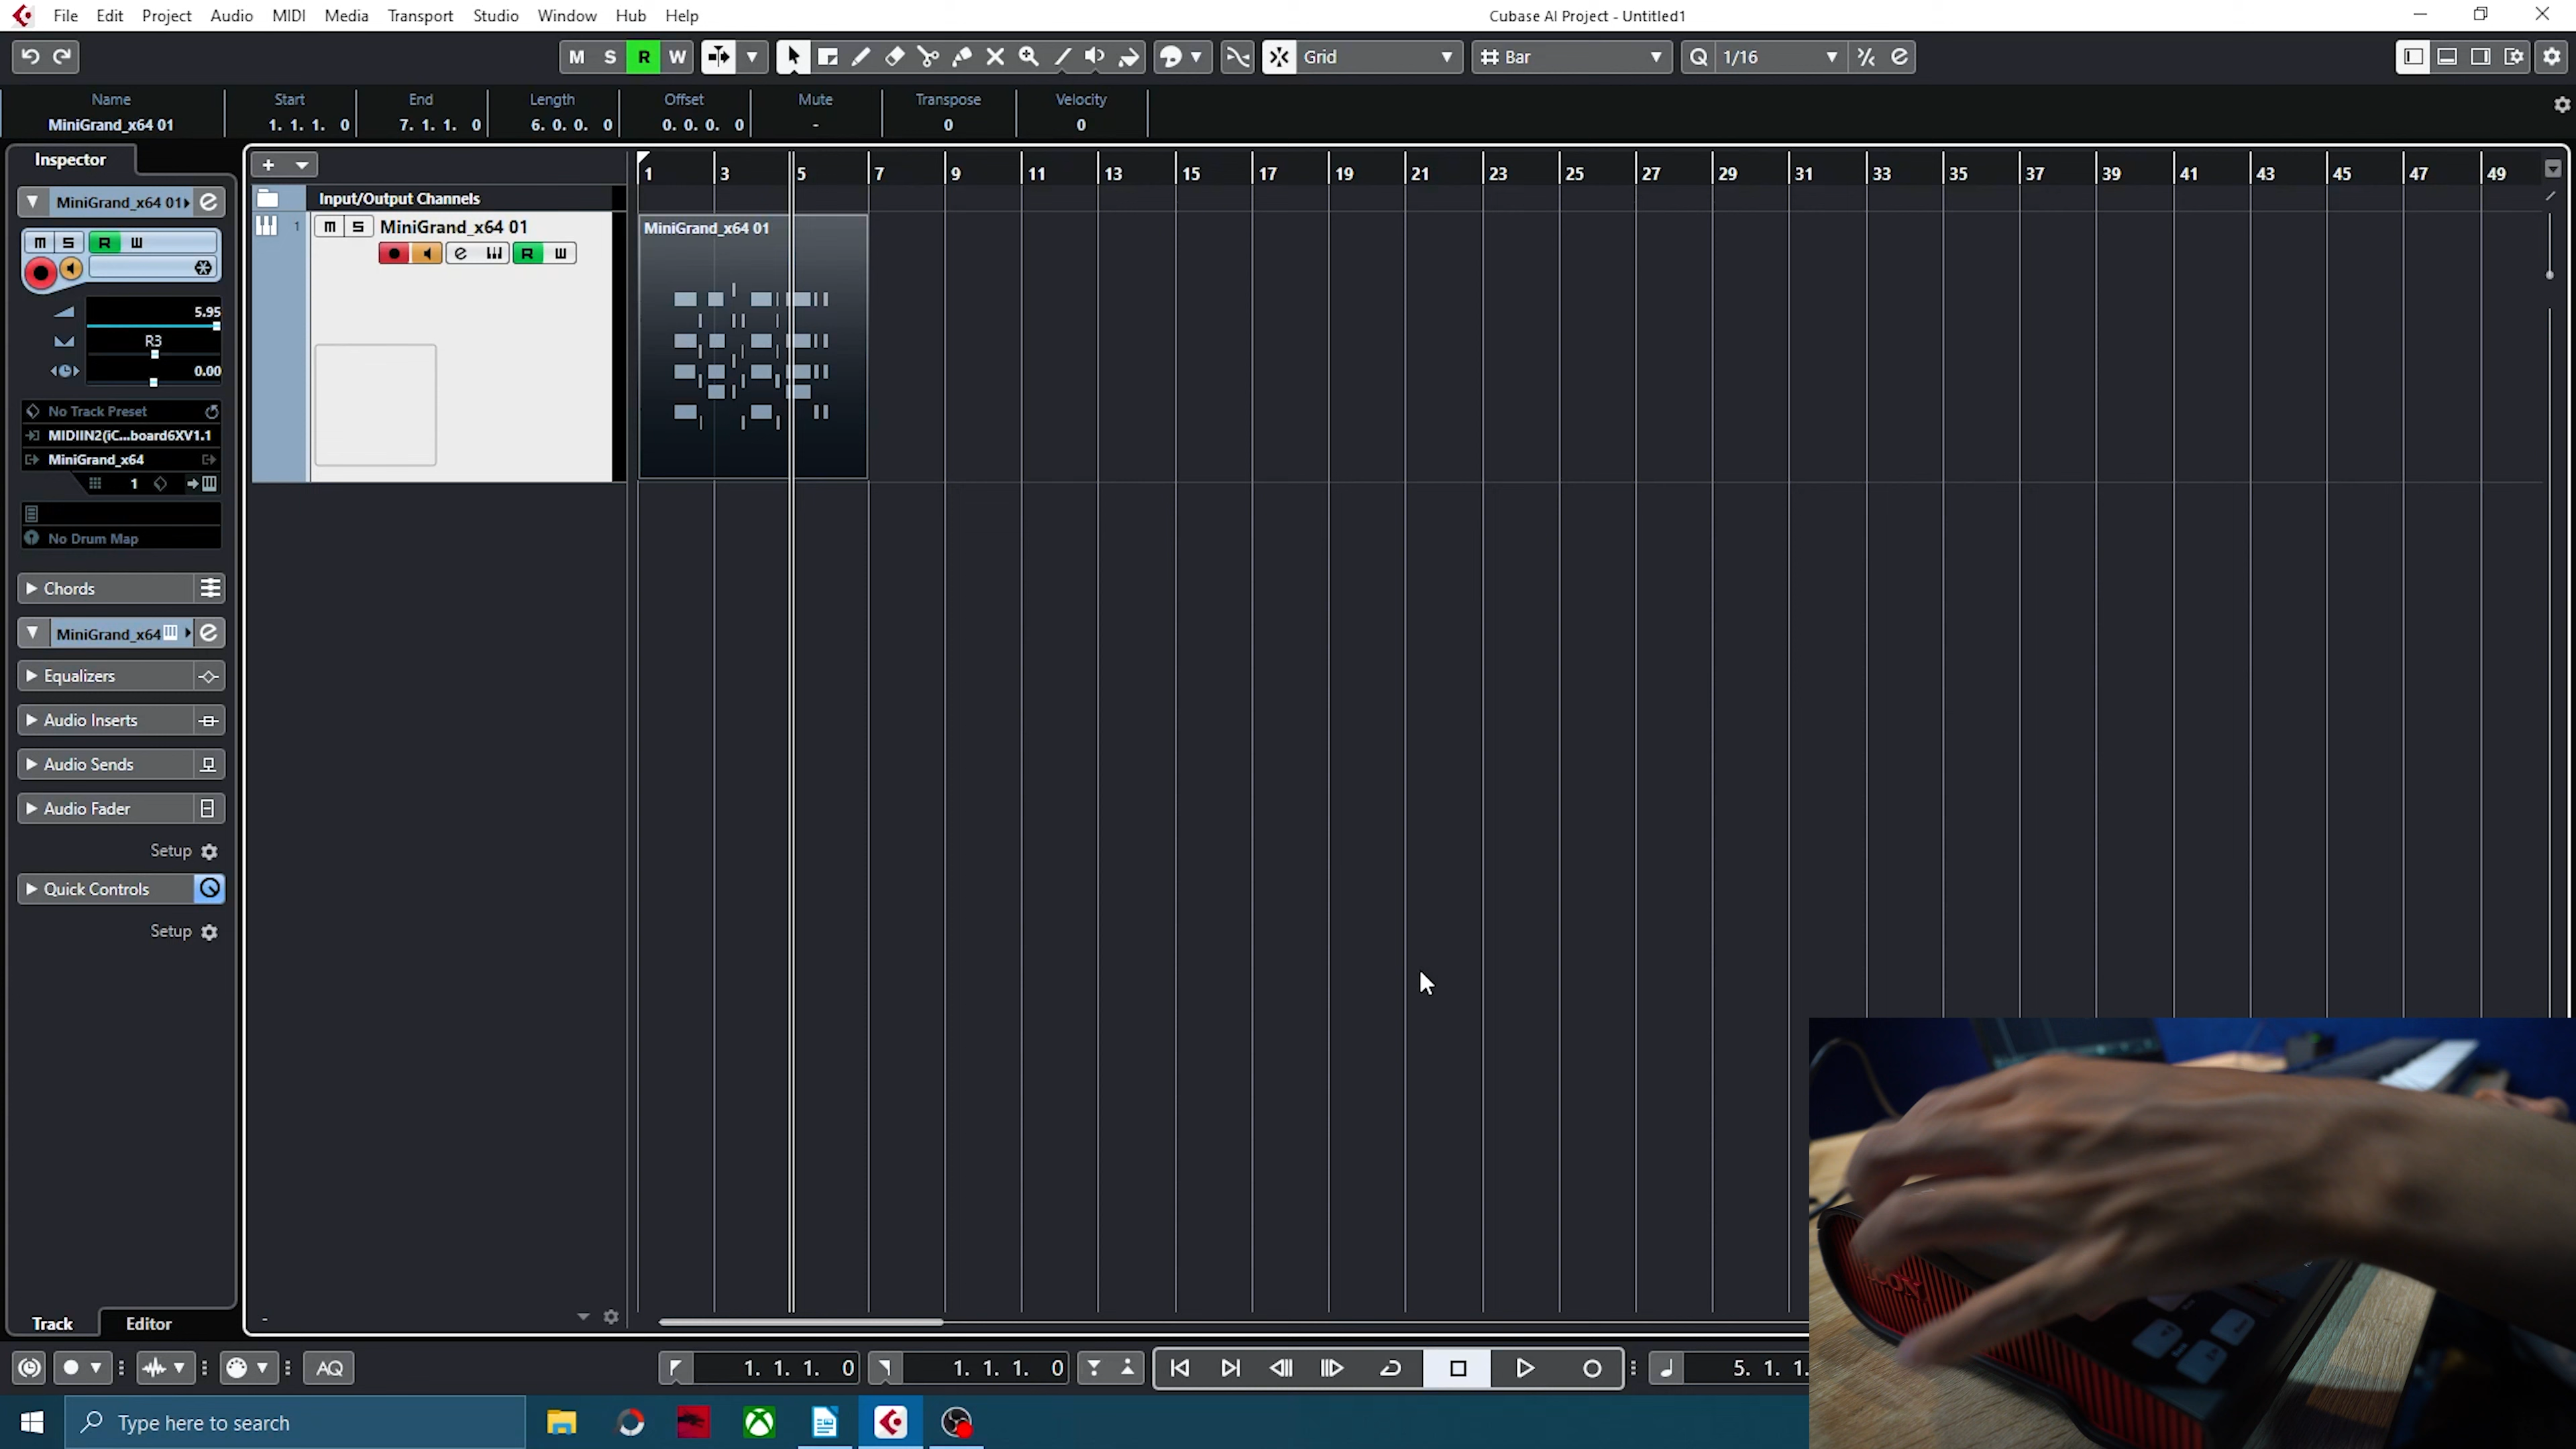 File Edit Project Audio MIDI Media Transport Studio Window Hub Help
Cubase AI Project - Untitled1
M S R W
Grid
Bar
Q 1/16
Name Start End Length Offset Mute Transpose Velocity
MiniGrand_x64 01 1. 1. 1. 0 7. 1. 1. 0 6. 0. 0. 0 0. 0. 0. 0 - 0 0
Inspector
MiniGrand_x64 01
M S R W
5.95
R3
0.00
No Track Preset
MIDIIN2(iC...board6XV1.1
MiniGrand_x64
1
No Drum Map
Chords
MiniGrand_x64
Equalizers
Audio Inserts
Audio Sends
Audio Fader
Setup
Quick Controls
Setup
Track Editor
Input/Output Channels
1 M S MiniGrand_x64 01
R W
1 3 5 7 9 11 13 15 17 19 21 23 25 27 29 31 33 35 37 39 41 43 45 47 49
MiniGrand_x64 01
AQ
1. 1. 1. 0
1. 1. 1. 0
5. 1. 1.
Type here to search